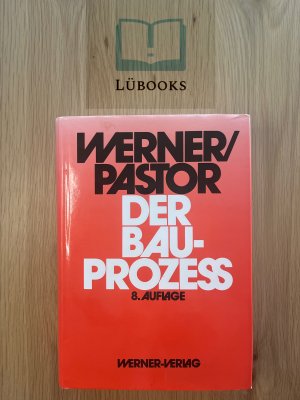 LÜBOOKS
WERNER/
PASTOR
DER
BAU-
PROZESS
8. AUFLAGE
WERNER-VERLAG